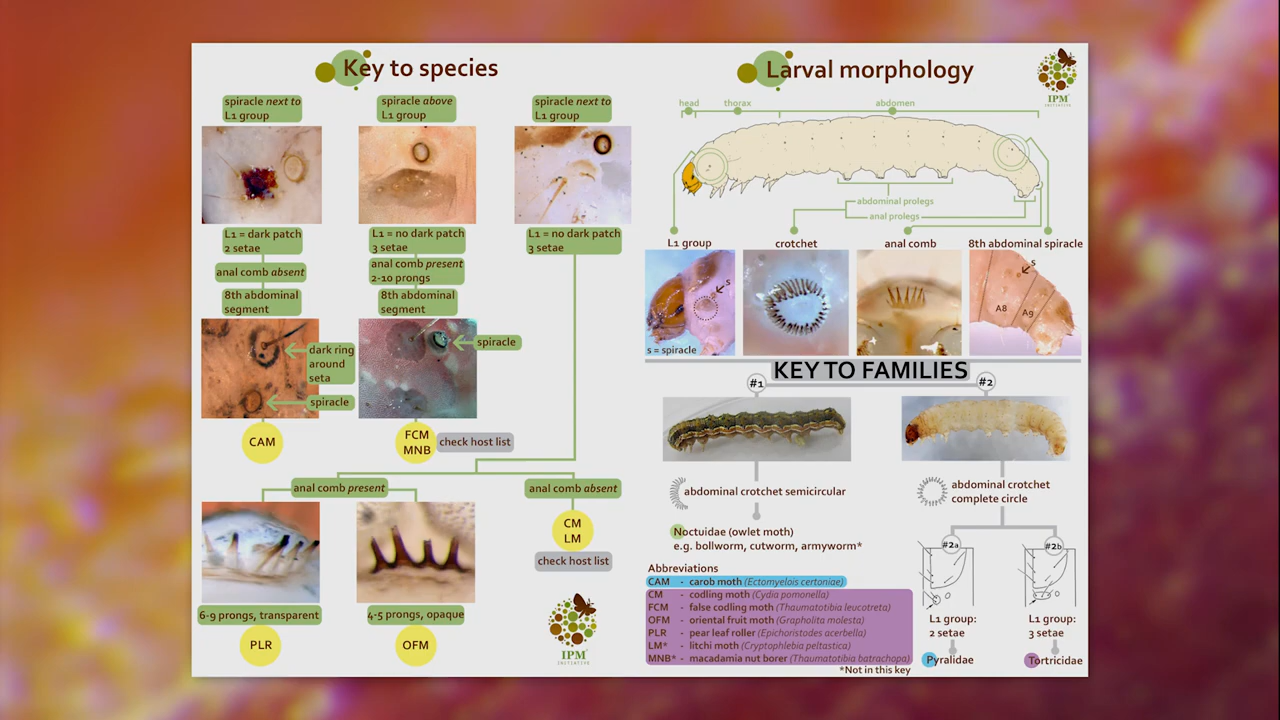 Key to species
spiracle next to
L1 group
spiracle above
L1 group
spiracle next to
L1 group
L1 = dark patch
2 setae
L1 = no dark patch
3 setae
L1 = no dark patch
3 setae
anal comb absent
anal comb present
2-10 prongs
8th abdominal
segment
8th abdominal
segment
dark ring
around
seta
spiracle
spiracle
CAM
FCM
MNB
check host list
anal comb present
anal comb absent
CM
LM
check host list
6-9 prongs, transparent
4-5 prongs, opaque
PLR
OFM
IPM
INITIATIVE
Larval morphology
IPM
INITIATIVE
head
thorax
abdomen
abdominal prolegs
anal prolegs
L1 group
crotchet
anal comb
8th abdominal spiracle
s
s
A8
A9
s = spiracle
KEY TO FAMILIES
#1
#2
abdominal crotchet semicircular
abdominal crotchet
complete circle
Noctuidae (owlet moth)
e.g. bollworm, cutworm, armyworm*
#2a
#2b
L1 group:
2 setae
L1 group:
3 setae
Pyralidae
Tortricidae
Abbreviations
CAM - carob moth (Ectomyelois certoniae)
CM - codling moth (Cydia pomonella)
FCM - false codling moth (Thaumatotibia leucotreta)
OFM - oriental fruit moth (Grapholita molesta)
PLR - pear leaf roller (Epichoristodes acerbella)
LM* - litchi moth (Cryptophlebia peltastica)
MNB* - macadamia nut borer (Thaumatotibia batrachopa)
*Not in this key